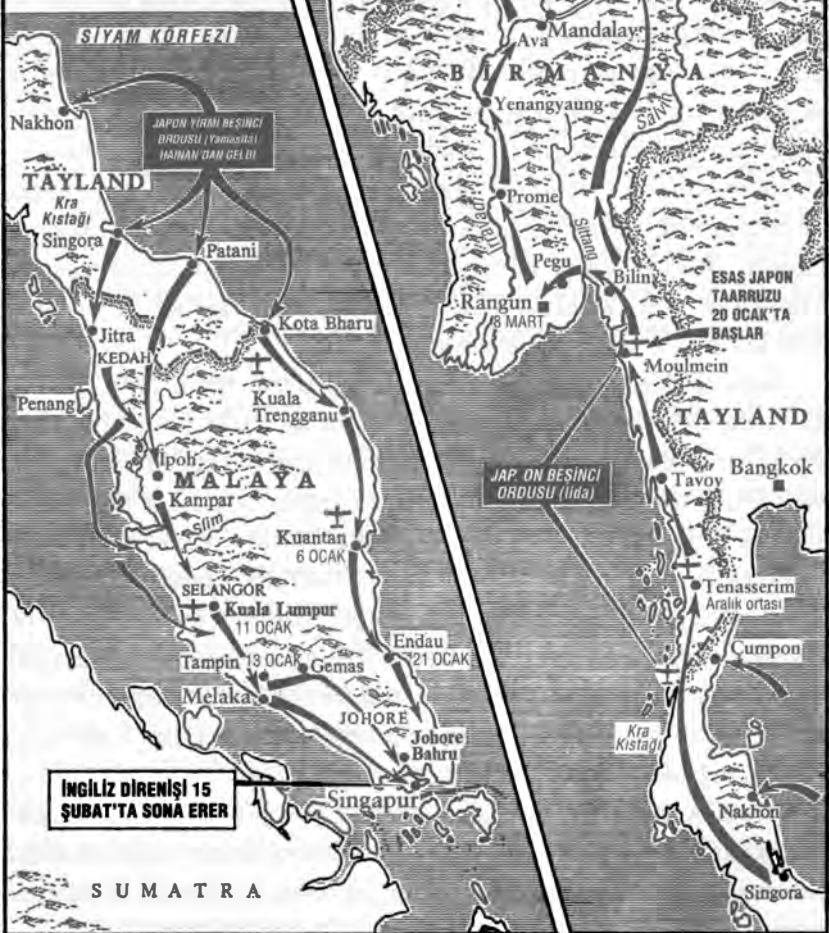 SİYAM KÖRFEZİ
Nakhon
JAPON YİRMİ BEŞİNCİ
ORDUSU (Yamasita)
HAINAN'DAN GELDİ
TAYLAND
Kra
Kıstağı
Singora
Patani
Jitra
KEDAH
Kota Bharu
Penang
Kuala
Trengganu
Perak
İpoh
MALAYA
Kampar
Slim
Kuantan
6 OCAK
SELANGOR
Kuala Lumpur
11 OCAK
Tampin 13 OCAK
Gemas
Endau
21 OCAK
Melaka
JOHORE
Johore
Bahru
İNGİLİZ DİRENİŞİ 15
ŞUBAT'TA SONA ERER
Singapur
SUMATRA
Mandalay
Ava
BİRMANYA
Yenangyaung
Salvin
Prome
İravadi
Sittang
Pegu
Bilin
Rangun
8 MART
ESAS JAPON
TAARRUZU
20 OCAK'TA
BAŞLAR
Moulmein
TAYLAND
Bangkok
JAP. ON BEŞİNCİ
ORDUSU (İida)
Tavoy
Tenasserim
Aralık ortası
Cumpon
Kra
Kıstağı
Nakhon
Singora